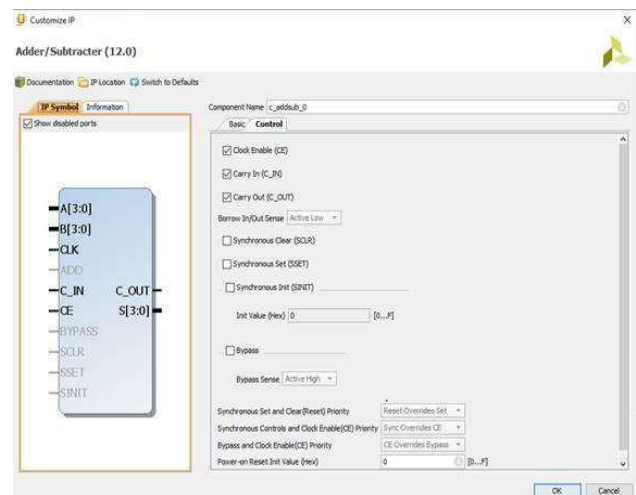 Customize IP
X
Adder/Subtracter (12.0)
Documentation IP Location Switch to Defaults
IP Symbol Information
Show disabled ports
A[3:0]
B[3:0]
CLK
ADD
C_IN C_OUT
CE S[3:0]
BYPASS
SCLR
SSET
SINIT
Component Name c_addsub_0
Basic Control
Clock Enable (CE)
Carry In (C_IN)
Carry Out (C_OUT)
Borrow In/Out Sense Active Low
Synchronous Clear (SCLR)
Synchronous Set (SSET)
Synchronous Init (SINIT)
Init Value (Hex) 0 [0...F]
Bypass
Bypass Sense Active High
Synchronous Set and Clear(Reset) Priority Reset Overrides Set
Synchronous Controls and Clock Enable(CE) Priority Sync Overrides CE
Bypass and Clock Enable(CE) Priority CE Overrides Bypass
Power-on Reset Init Value (Hex) 0 [0...F]
OK Cancel